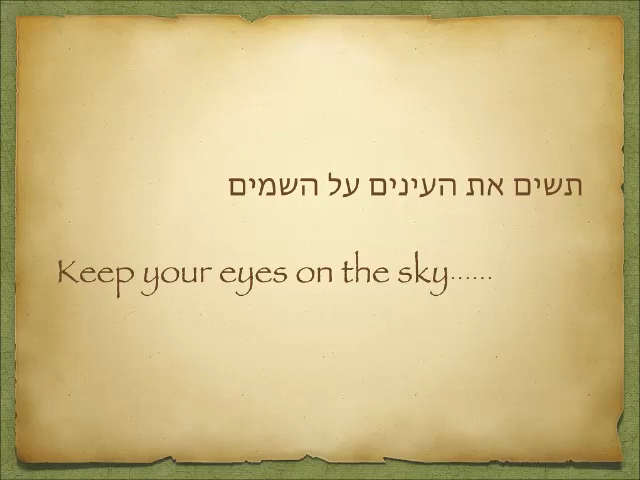 תשים את העינים על השמים
Keep your eyes on the sky......